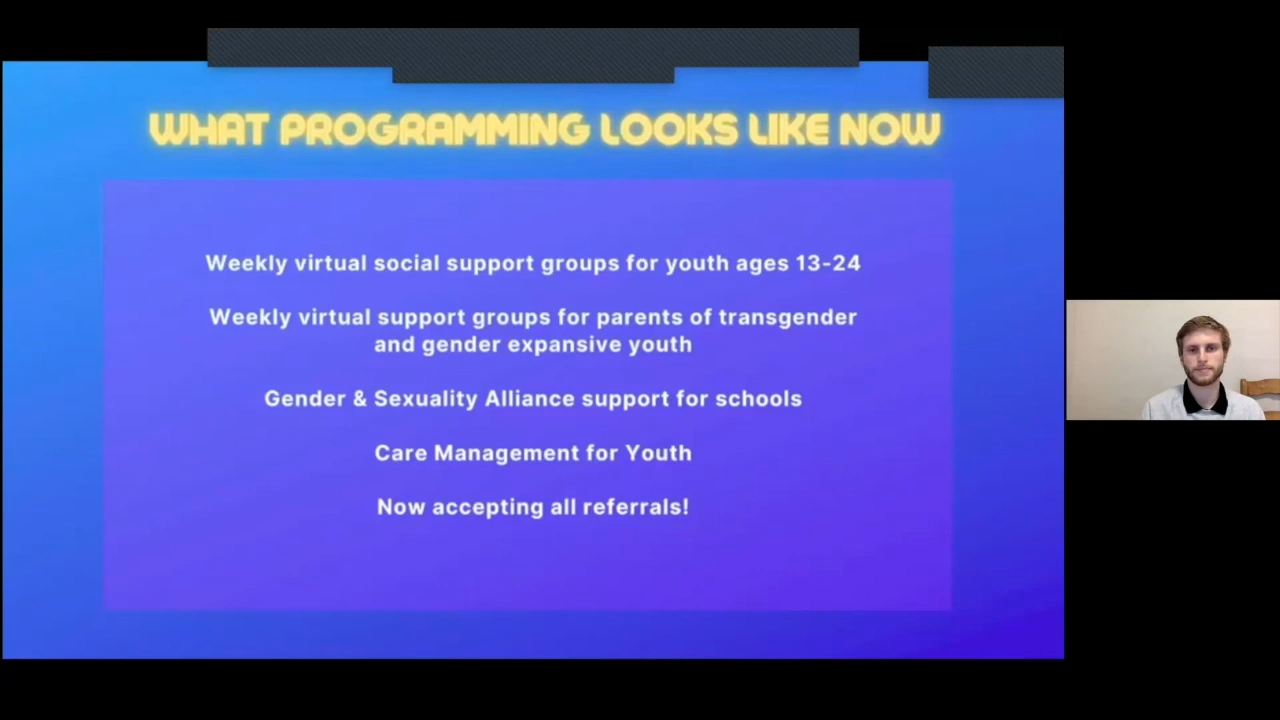 WHAT PROGRAMMING LOOKS LIKE NOW
Weekly virtual social support groups for youth ages 13-24
Weekly virtual support groups for parents of transgender
and gender expansive youth
Gender & Sexuality Alliance support for schools
Care Management for Youth
Now accepting all referrals!